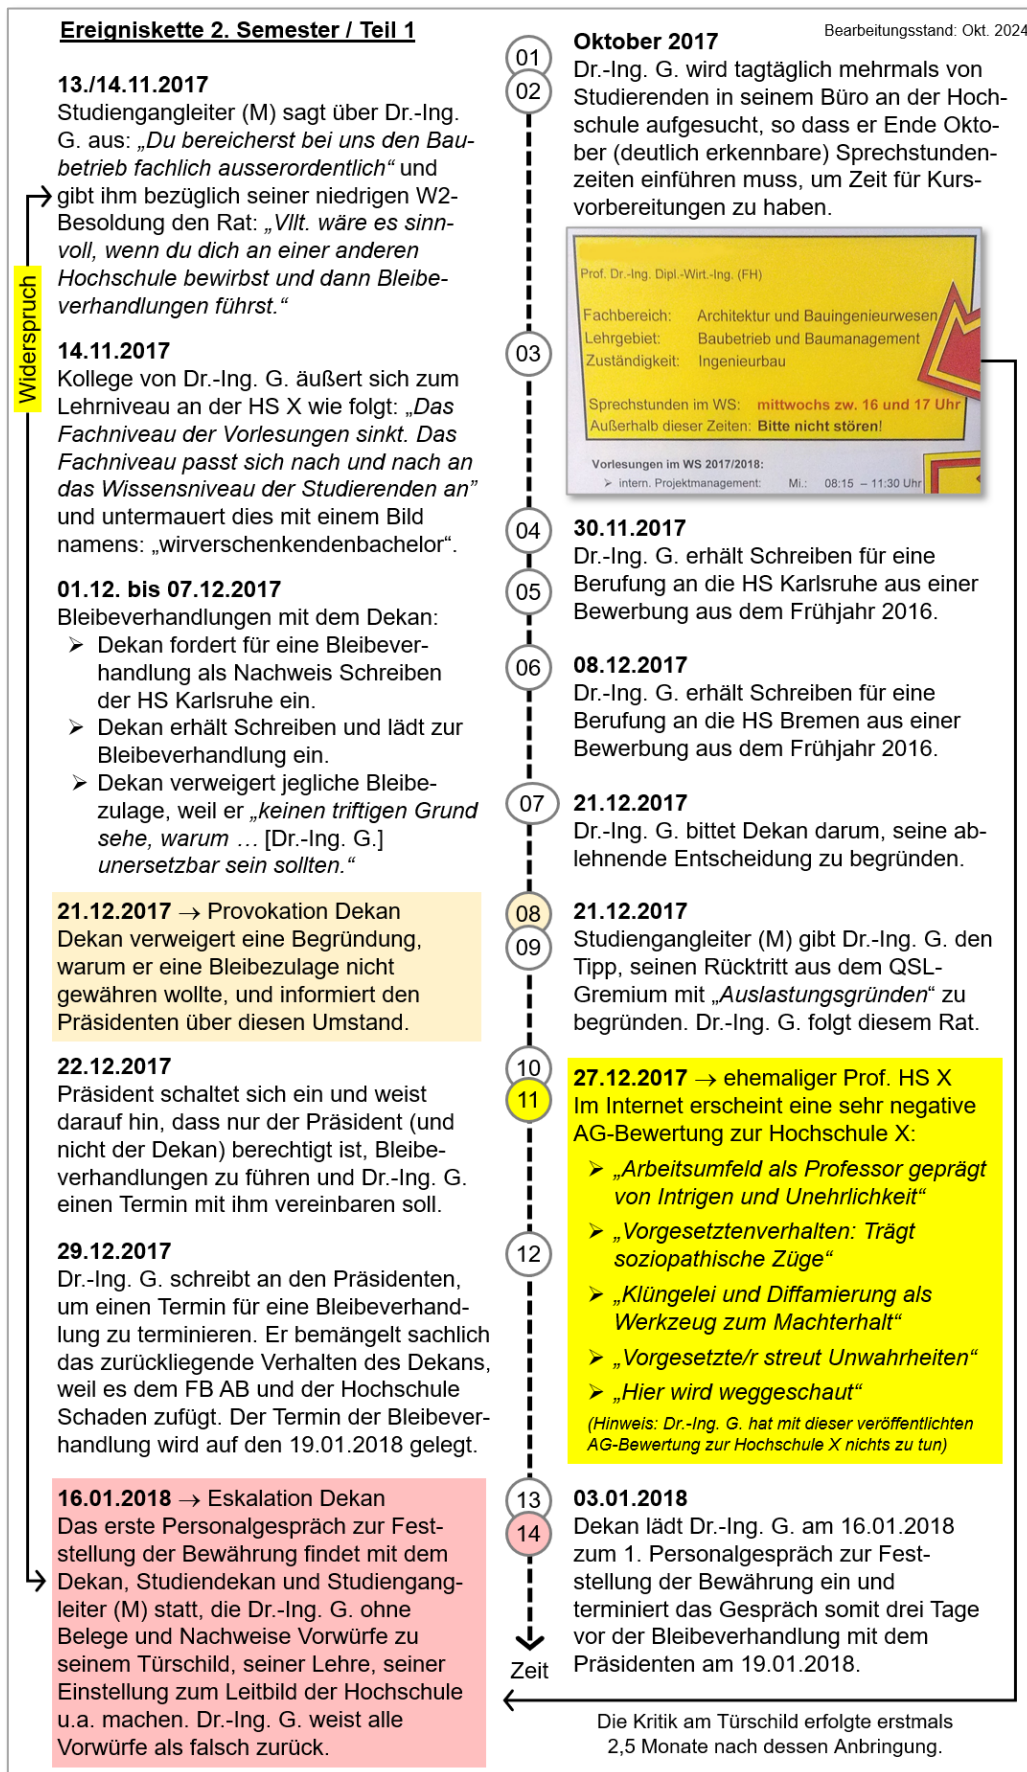 Ereigniskette 2. Semester / Teil 1
Bearbeitungsstand: Okt. 2024
13./14.11.2017
Studiengangleiter (M) sagt über Dr.-Ing.
G. aus: „Du bereicherst bei uns den Bau-
betrieb fachlich ausserordentlich“ und
gibt ihm bezüglich seiner niedrigen W2-
Besoldung den Rat: „Vllt. wäre es sinn-
voll, wenn du dich an einer anderen
Hochschule bewirbst und dann Bleibe-
verhandlungen führst.“
Widerspruch
14.11.2017
Kollege von Dr.-Ing. G. äußert sich zum
Lehrniveau an der HS X wie folgt: „Das
Fachniveau der Vorlesungen sinkt. Das
Fachniveau passt sich nach und nach an
das Wissensniveau der Studierenden an”
und untermauert dies mit einem Bild
namens: „wirverschenkendenbachelor“.
01.12. bis 07.12.2017
Bleibeverhandlungen mit dem Dekan:
➢ Dekan fordert für eine Bleibever-
handlung als Nachweis Schreiben
der HS Karlsruhe ein.
➢ Dekan erhält Schreiben und lädt zur
Bleibeverhandlung ein.
➢ Dekan verweigert jegliche Bleibe-
zulage, weil er „keinen triftigen Grund
sehe, warum … [Dr.-Ing. G.]
unersetzbar sein sollten.“
21.12.2017 → Provokation Dekan
Dekan verweigert eine Begründung,
warum er eine Bleibezulage nicht
gewähren wollte, und informiert den
Präsidenten über diesen Umstand.
22.12.2017
Präsident schaltet sich ein und weist
darauf hin, dass nur der Präsident (und
nicht der Dekan) berechtigt ist, Bleibe-
verhandlungen zu führen und Dr.-Ing. G.
einen Termin mit ihm vereinbaren soll.
29.12.2017
Dr.-Ing. G. schreibt an den Präsidenten,
um einen Termin für eine Bleibeverhand-
lung zu terminieren. Er bemängelt sachlich
das zurückliegende Verhalten des Dekans,
weil es dem FB AB und der Hochschule
Schaden zufügt. Der Termin der Bleibever-
handlung wird auf den 19.01.2018 gelegt.
16.01.2018 → Eskalation Dekan
Das erste Personalgespräch zur Fest-
stellung der Bewährung findet mit dem
Dekan, Studiendekan und Studiengang-
leiter (M) statt, die Dr.-Ing. G. ohne
Belege und Nachweise Vorwürfe zu
seinem Türschild, seiner Lehre, seiner
Einstellung zum Leitbild der Hochschule
u.a. machen. Dr.-Ing. G. weist alle
Vorwürfe als falsch zurück.
01
02
03
04
05
06
07
08
09
10
11
12
13
14
Zeit
Oktober 2017
Dr.-Ing. G. wird tagtäglich mehrmals von
Studierenden in seinem Büro an der Hoch-
schule aufgesucht, so dass er Ende Okto-
ber (deutlich erkennbare) Sprechstunden-
zeiten einführen muss, um Zeit für Kurs-
vorbereitungen zu haben.
Prof. Dr.-Ing. Dipl.-Wirt.-Ing. (FH)
Fachbereich: Architektur und Bauingenieurwesen
Lehrgebiet: Baubetrieb und Baumanagement
Zuständigkeit: Ingenieurbau
Sprechstunden im WS: mittwochs zw. 16 und 17 Uhr
Außerhalb dieser Zeiten: Bitte nicht stören!
Vorlesungen im WS 2017/2018:
➢ intern. Projektmanagement: Mi.: 08:15 – 11:30 Uhr
30.11.2017
Dr.-Ing. G. erhält Schreiben für eine
Berufung an die HS Karlsruhe aus einer
Bewerbung aus dem Frühjahr 2016.
08.12.2017
Dr.-Ing. G. erhält Schreiben für eine
Berufung an die HS Bremen aus einer
Bewerbung aus dem Frühjahr 2016.
21.12.2017
Dr.-Ing. G. bittet Dekan darum, seine ab-
lehnende Entscheidung zu begründen.
21.12.2017
Studiengangleiter (M) gibt Dr.-Ing. G. den
Tipp, seinen Rücktritt aus dem QSL-
Gremium mit „Auslastungsgründen“ zu
begründen. Dr.-Ing. G. folgt diesem Rat.
27.12.2017 → ehemaliger Prof. HS X
Im Internet erscheint eine sehr negative
AG-Bewertung zur Hochschule X:
➢ „Arbeitsumfeld als Professor geprägt
von Intrigen und Unehrlichkeit“
➢ „Vorgesetztenverhalten: Trägt
soziopathische Züge“
➢ „Klüngelei und Diffamierung als
Werkzeug zum Machterhalt“
➢ „Vorgesetzte/r streut Unwahrheiten“
➢ „Hier wird weggeschaut“
(Hinweis: Dr.-Ing. G. hat mit dieser veröffentlichten
AG-Bewertung zur Hochschule X nichts zu tun)
03.01.2018
Dekan lädt Dr.-Ing. G. am 16.01.2018
zum 1. Personalgespräch zur Fest-
stellung der Bewährung ein und
terminiert das Gespräch somit drei Tage
vor der Bleibeverhandlung mit dem
Präsidenten am 19.01.2018.
Die Kritik am Türschild erfolgte erstmals
2,5 Monate nach dessen Anbringung.